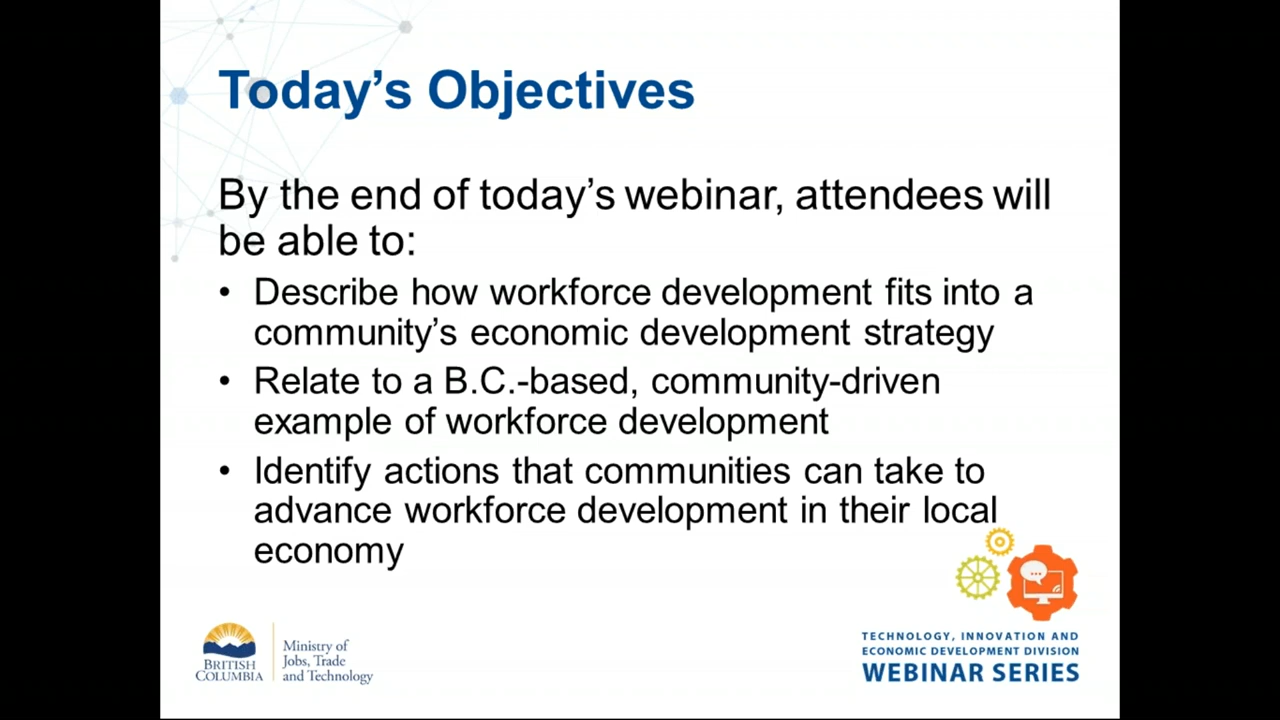 Today's Objectives
By the end of today's webinar, attendees will
be able to:
• Describe how workforce development fits into a
community's economic development strategy
• Relate to a B.C.-based, community-driven
example of workforce development
• Identify actions that communities can take to
advance workforce development in their local
economy
BRITISH
COLUMBIA
Ministry of
Jobs, Trade
and Technology
TECHNOLOGY, INNOVATION AND
ECONOMIC DEVELOPMENT DIVISION
WEBINAR SERIES